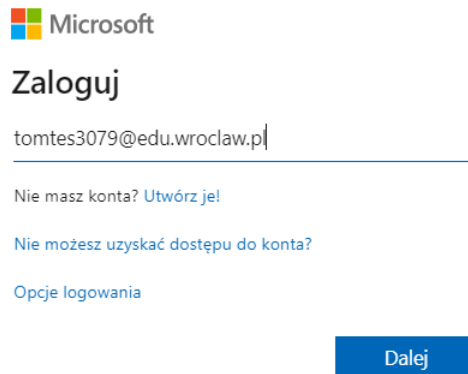 Microsoft
Zaloguj
tomtes3079@edu.wroclaw.pl
Nie masz konta? Utwórz je!
Nie możesz uzyskać dostępu do konta?
Opcje logowania
Dalej